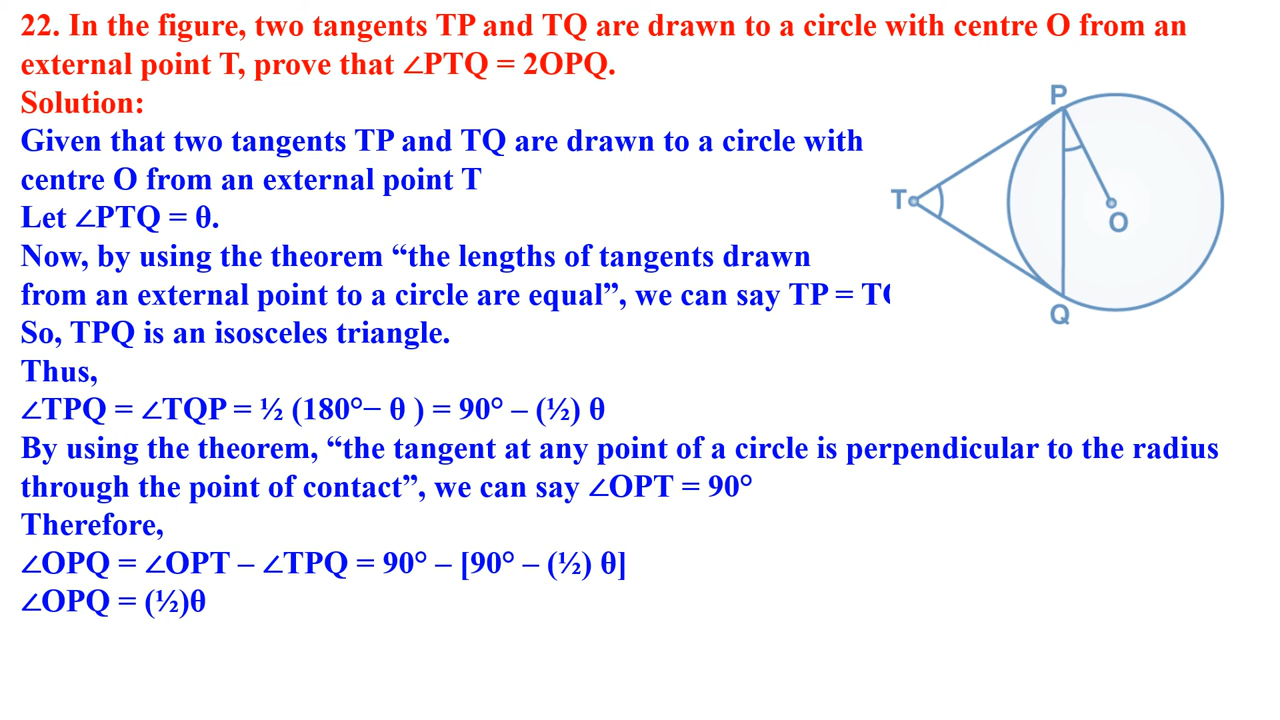 22. In the figure, two tangents TP and TQ are drawn to a circle with centre O from an
external point T, prove that ∠PTQ = 2OPQ.
Solution:
Given that two tangents TP and TQ are drawn to a circle with
centre O from an external point T
Let ∠PTQ = θ.
Now, by using the theorem “the lengths of tangents drawn
from an external point to a circle are equal”, we can say TP = T
So, TPQ is an isosceles triangle.
Thus,
∠TPQ = ∠TQP = ½ (180°− θ ) = 90° – (½) θ
By using the theorem, “the tangent at any point of a circle is perpendicular to the radius
through the point of contact”, we can say ∠OPT = 90°
Therefore,
∠OPQ = ∠OPT – ∠TPQ = 90° – [90° – (½) θ]
∠OPQ = (½)θ
P
T
O
Q